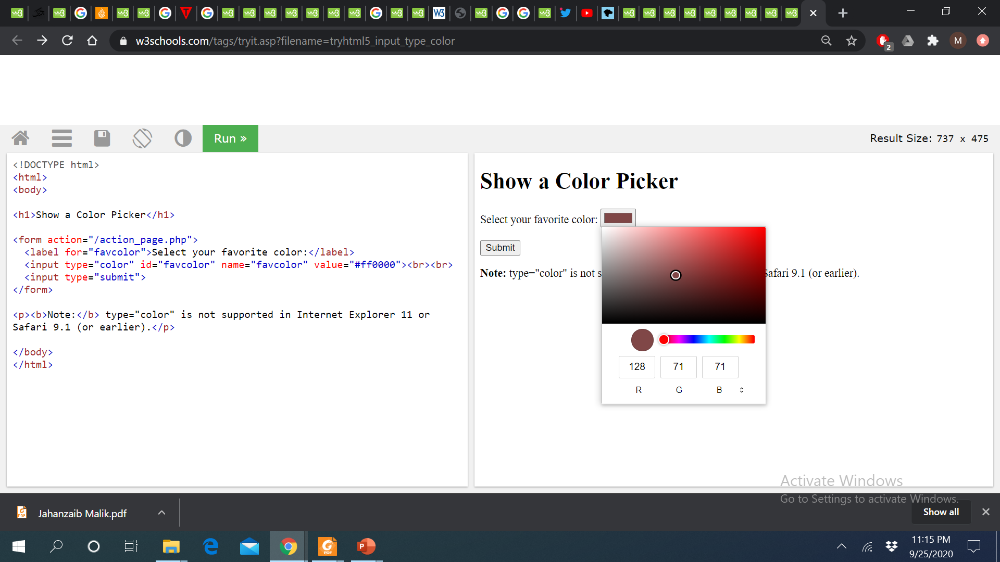 w3schools.com/tags/tryit.asp?filename=tryhtml5_input_type_color
2
M
Run »
Result Size: 737 x 475
<!DOCTYPE html>
<html>
<body>
<h1>Show a Color Picker</h1>
<form action="/action_page.php">
<label for="favcolor">Select your favorite color:</label>
<input type="color" id="favcolor" name="favcolor" value="#ff0000"><br><br>
<input type="submit">
</form>
<p><b>Note:</b> type="color" is not supported in Internet Explorer 11 or
Safari 9.1 (or earlier).</p>
</body>
</html>
Show a Color Picker
Select your favorite color:
Submit
Note: type="color" is not s
Safari 9.1 (or earlier).
128 71 71
R G B
Activate Windows
Go to Settings to activate Windows.
Jahanzaib Malik.pdf
Show all
11:15 PM
9/25/2020